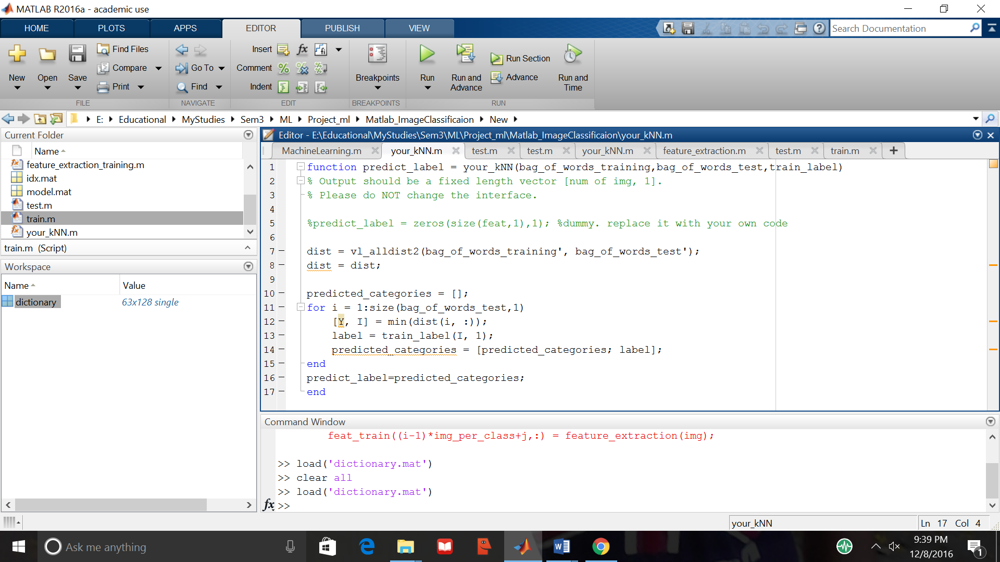 MATLAB R2016a - academic use
HOME PLOTS APPS EDITOR PUBLISH VIEW
Search Documentation
New
Open
Save
Find Files
Compare
Print
FILE
Go To
Find
NAVIGATE
Insert
Comment
Indent
EDIT
Breakpoints
BREAKPOINTS
Run
Run and Advance
Run Section
Advance
Run and Time
RUN
E: Educational MyStudies Sem3 ML Project_ml Matlab_ImageClassificaion New
Current Folder
Name
feature_extraction_training.m
idx.mat
model.mat
test.m
train.m
your_kNN.m
train.m (Script)
Workspace
Name Value
dictionary 63x128 single
Editor - E:\Educational\MyStudies\Sem3\ML\Project_ml\Matlab_ImageClassificaion\your_kNN.m
MachineLearning.m your_kNN.m test.m test.m your_kNN.m feature_extraction.m test.m train.m
1 function predict_label = your_kNN(bag_of_words_training,bag_of_words_test,train_label)
2 % Output should be a fixed length vector [num of img, 1].
3 % Please do NOT change the interface.
4
5 %predict_label = zeros(size(feat,1),1); %dummy. replace it with your own code
6
7 dist = vl_alldist2(bag_of_words_training', bag_of_words_test');
8 dist = dist;
9
10 predicted_categories = [];
11 for i = 1:size(bag_of_words_test,1)
12 [Y, I] = min(dist(i, :));
13 label = train_label(I, 1);
14 predicted_categories = [predicted_categories; label];
15 end
16 predict_label=predicted_categories;
17 end
Command Window
feat_train((i-1)*img_per_class+j,:) = feature_extraction(img);
>> load('dictionary.mat')
>> clear all
>> load('dictionary.mat')
fx >>
your_kNN Ln 17 Col 4
Ask me anything
9:39 PM
12/8/2016
1